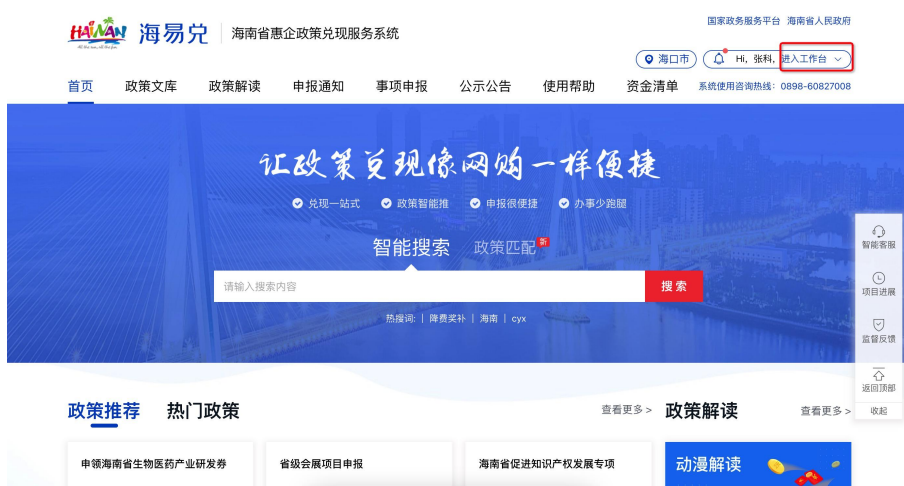 国家政务服务平台 海南省人民政府
HAINAN 海易兑 海南省惠企政策兑现服务系统
海口市 Hi, 张科, 进入工作台
首页 政策文库 政策解读 申报通知 事项申报 公示公告 使用帮助 资金清单 系统使用咨询热线: 0898-60827008
让政策兑现像网购一样便捷
兑现一站式 政策智能推 申报很便捷 办事少跑腿
智能搜索 政策匹配 新
请输入搜索内容 搜索
热搜词: | 降费奖补 | 海南 | cyx
智能客服
项目进展
监督反馈
返回顶部
收起
政策推荐 热门政策 查看更多 > 政策解读 查看更多 >
申领海南省生物医药产业研发券 省级会展项目申报 海南省促进知识产权发展专项 动漫解读